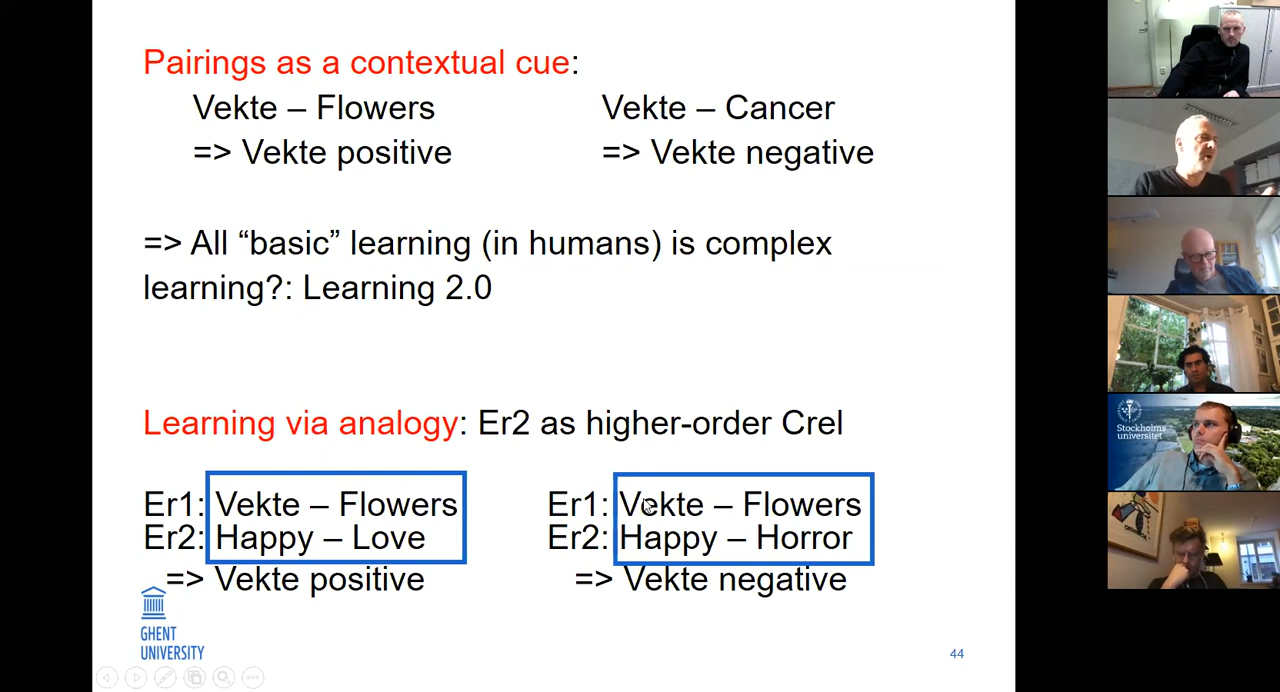 Pairings as a contextual cue:
Vekte – Flowers
Vekte – Cancer
=> Vekte positive
=> Vekte negative
=> All “basic” learning (in humans) is complex
learning?: Learning 2.0
Learning via analogy: Er2 as higher-order Crel
Er1: Vekte – Flowers
Er2: Happy – Love
=> Vekte positive
Er1: Vekte – Flowers
Er2: Happy – Horror
=> Vekte negative
GHENT
UNIVERSITY
44
Stockholms
universitet